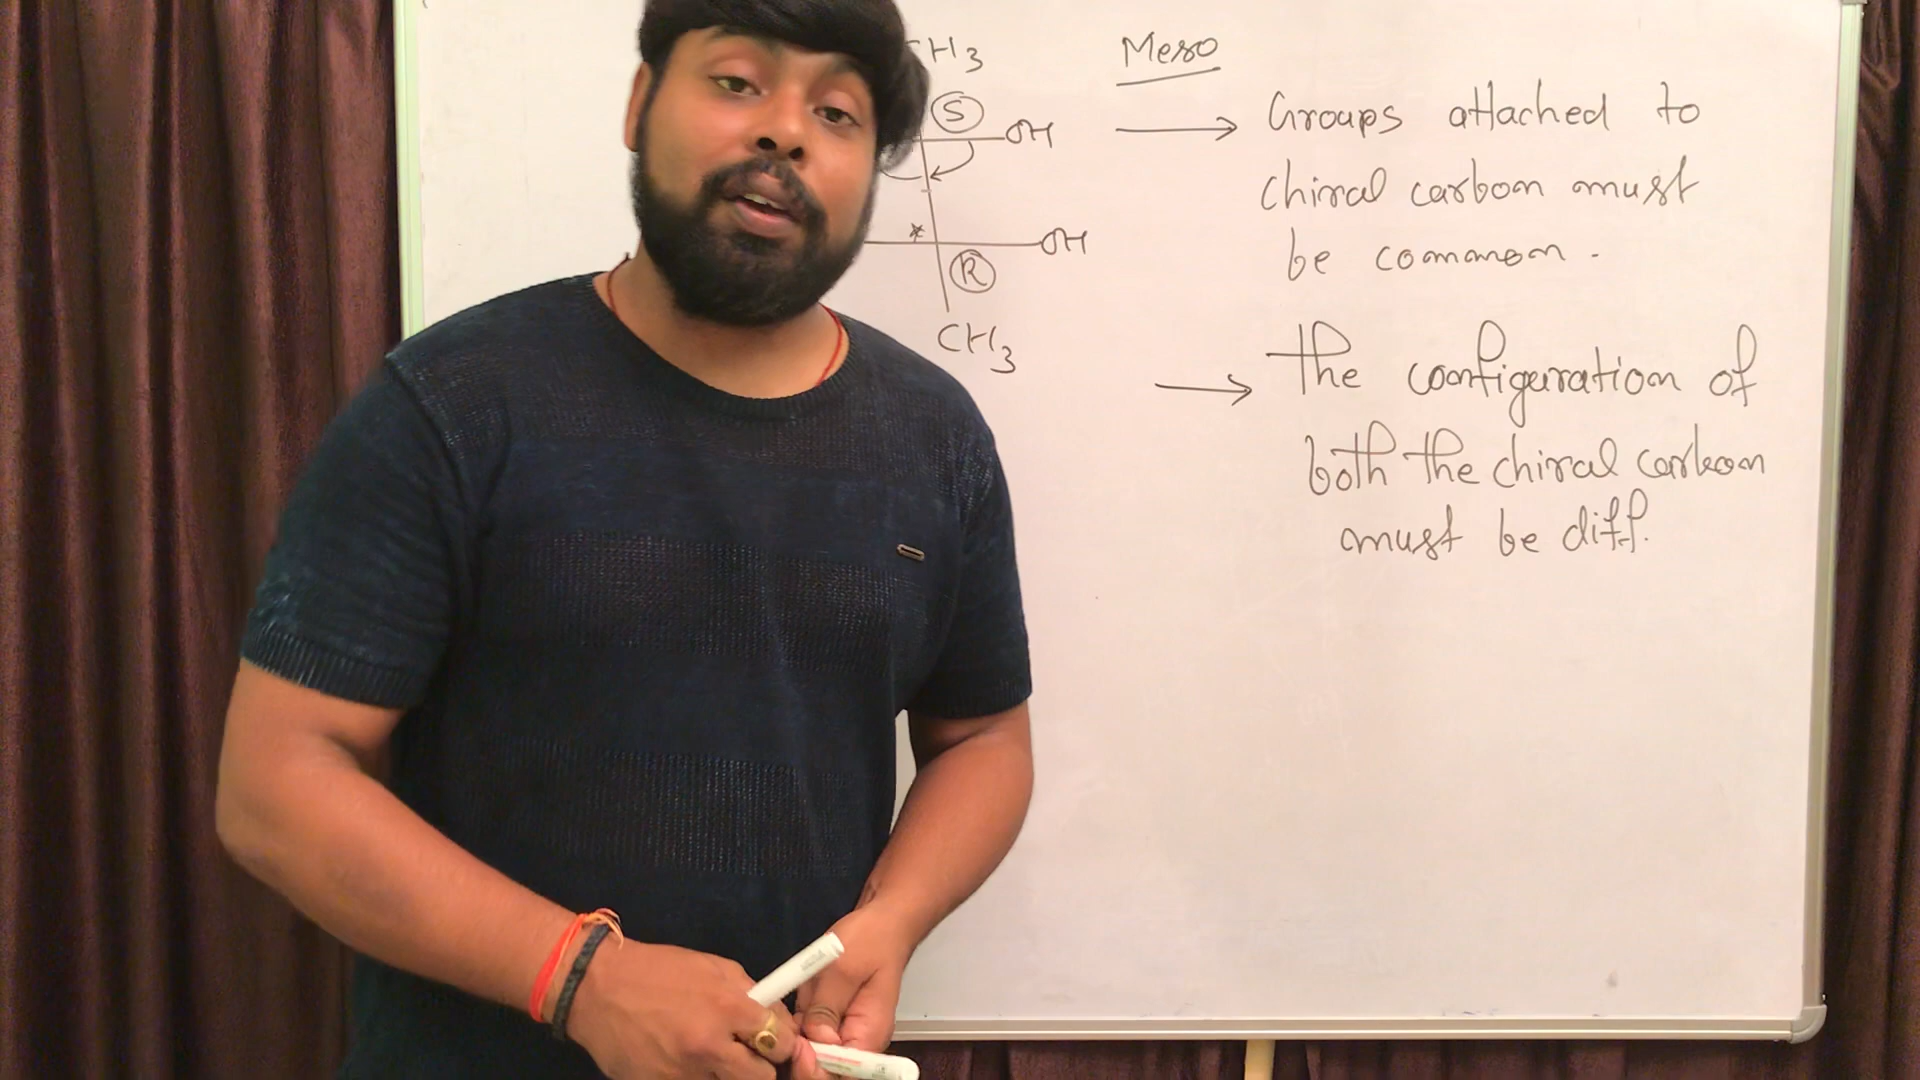 CH3
S
OH
*
OH
R
CH3
Meso
→ Groups attached to
chiral carbon must
be common.
→ The configuration of
both the chiral carbon
must be diff.